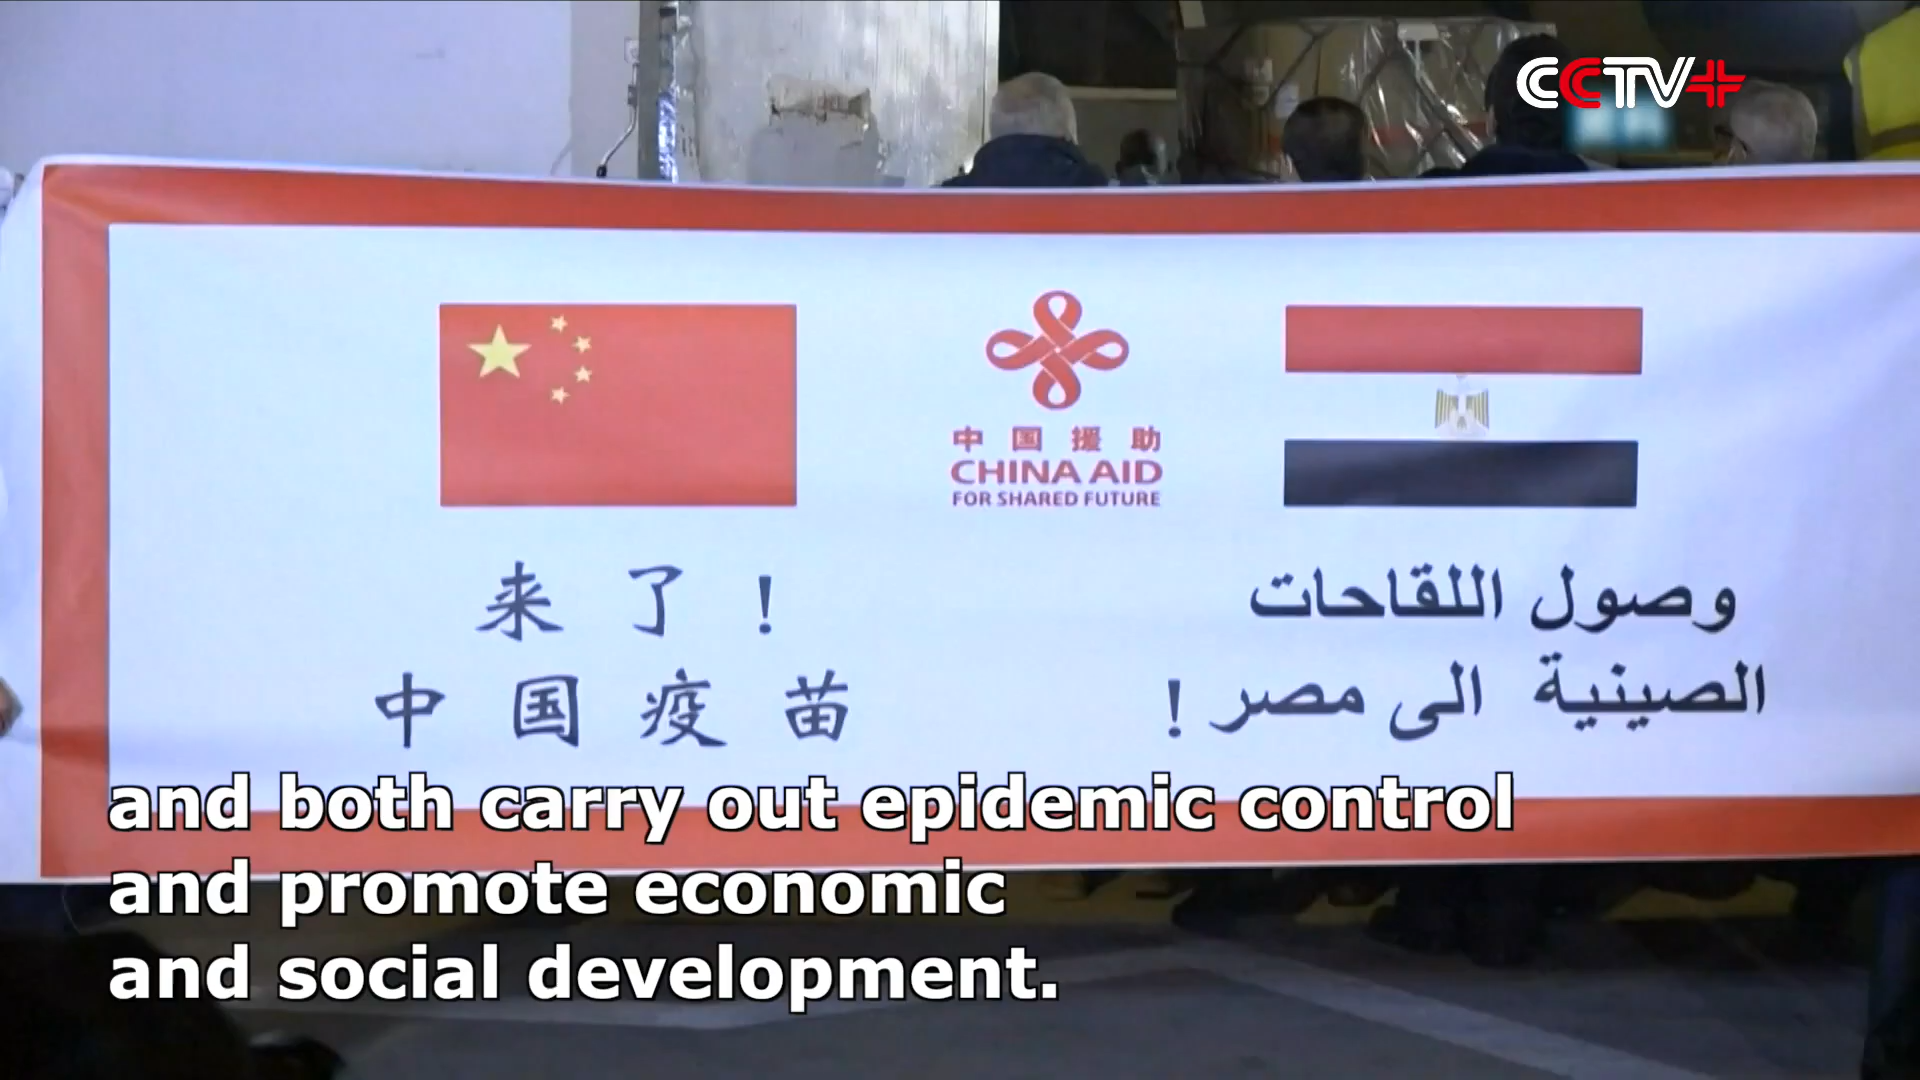 CCTV+
中国援助
CHINA AID
FOR SHARED FUTURE
来了!
中国疫苗
وصول اللقاحات
الصينية الى مصر !
and both carry out epidemic control
and promote economic
and social development.